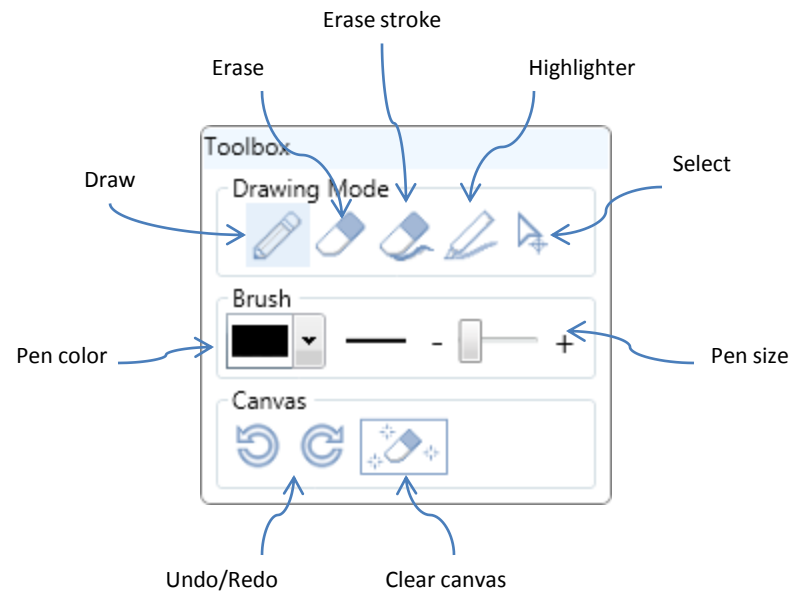 Erase stroke
Erase
Highlighter
Toolbox
Select
Draw
Drawing Mode
Brush
Pen color
- +
Pen size
Canvas
Undo/Redo
Clear canvas